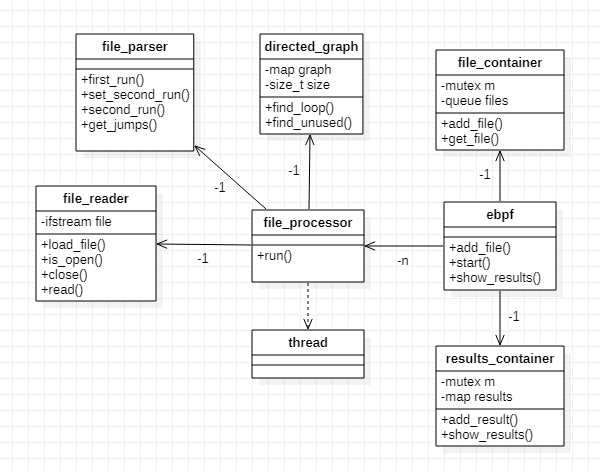 file_parser
+first_run()
+set_second_run()
+second_run()
+get_jumps()
directed_graph
-map graph
-size_t size
+find_loop()
+find_unused()
file_container
-mutex m
-queue files
+add_file()
+get_file()
-1
-1
-1
file_reader
-ifstream file
+load_file()
+is_open()
+close()
+read()
file_processor
+run()
ebpf
+add_file()
+start()
+show_results()
-1
-n
-1
thread
results_container
-mutex m
-map results
+add_result()
+show_results()